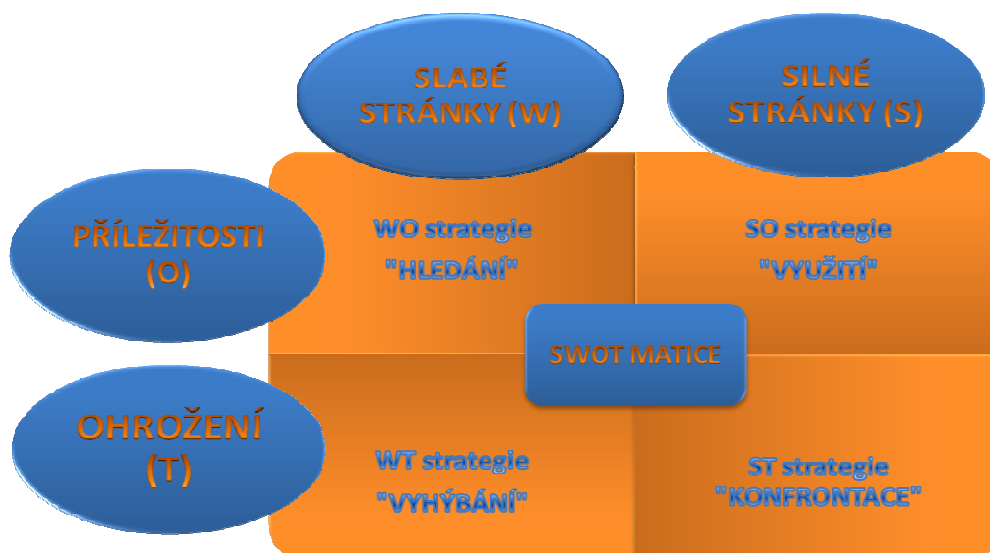 SLABÉ
STRÁNKY (W)
SILNÉ
STRÁNKY (S)
PŘÍLEŽITOSTI
(O)
WO strategie
"HLEDÁNÍ"
SO strategie
"VYUŽITÍ"
SWOT MATICE
OHROŽENÍ
(T)
WT strategie
"VYHÝBÁNÍ"
ST strategie
"KONFRONTACE"